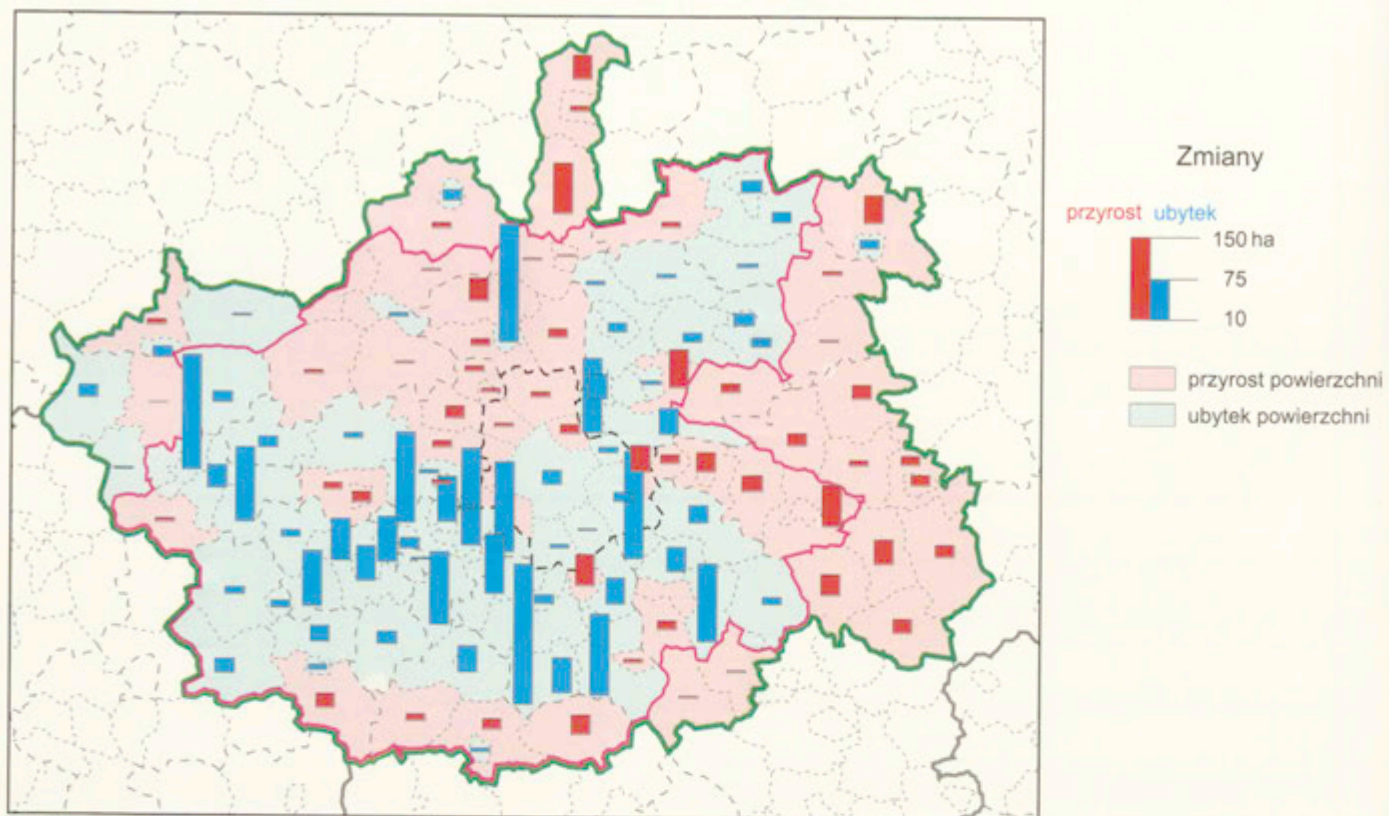 Zmiany
przyrost ubytek
150 ha
75
10
przyrost powierzchni
ubytek powierzchni